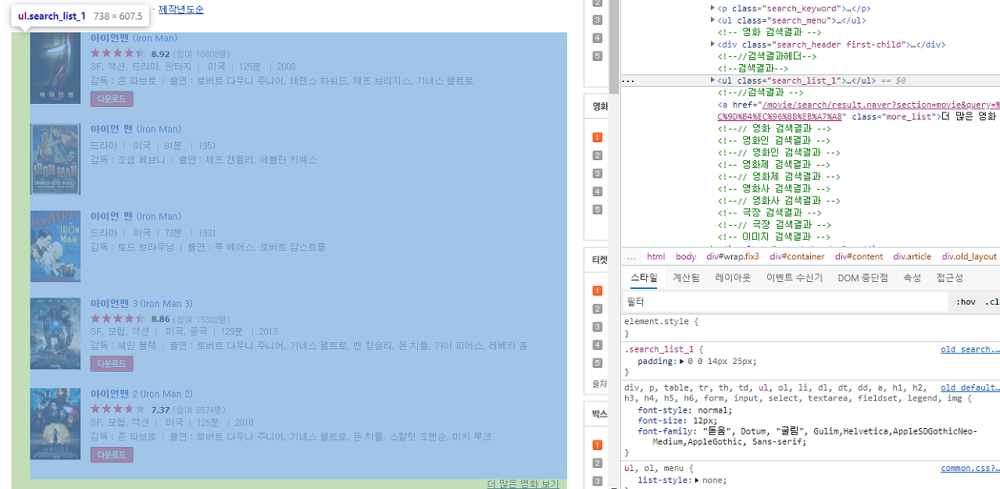 ul.search_list_1 738 × 607.5
· 제작년도순
아이언맨 (Iron Man)
8.92 (참여 10808명)
SF, 액션, 드라마, 판타지 | 미국 | 125분 | 2008
감독 : 존 파브로 | 출연 : 로버트 다우니 주니어, 테렌스 하워드, 제프 브리지스, 기네스 팰트로
다운로드
아이언맨
아이언 맨 (Iron Man)
드라마 | 미국 | 81분 | 1951
감독 : 조셉 페브니 | 출연 : 제프 챈들러, 에블린 키예스
IRON MAN
아이언 맨 (Iron Man)
드라마 | 미국 | 73분 | 1931
감독 : 토드 브라우닝 | 출연 : 루 에어스, 로버트 암스트롱
LEW AYRES
IRON MAN
아이언맨 3 (Iron Man 3)
8.86 (참여 15322명)
SF, 모험, 액션 | 미국, 중국 | 129분 | 2013
감독 : 셰인 블랙 | 출연 : 로버트 다우니 주니어, 기네스 팰트로, 벤 킹슬리, 돈 치들, 가이 피어스, 레베카 홀
다운로드
아이언맨 2 (Iron Man 2)
7.37 (참여 6574명)
SF, 모험, 액션 | 미국 | 125분 | 2010
감독 : 존 파브로 | 출연 : 로버트 다우니 주니어, 기네스 팰트로, 돈 치들, 스칼릿 조핸슨, 미키 루크
다운로드
더 많은 영화 보기
2
3
4
5
영화
1
2
3
4
5
티켓
1
2
3
4
5
출처
박스
1
2
3
<p class="search_keyword">…</p>
<ul class="search_menu">…</ul>
<!-- 영화 검색결과 -->
<div class="search_header first-child">…</div>
<!--//검색결과헤더-->
<!--검색결과-->
... <ul class="search_list_1">…</ul> == $0
<!--//검색결과 -->
<a href="/movie/search/result.naver?section=movie&query=%
C%9D%B4%EC%96%B8%EB%A7%A8" class="more_list">더 많은 영화
<!--// 영화 검색결과 -->
<!-- 영화인 검색결과 -->
<!--// 영화인 검색결과 -->
<!-- 영화제 검색결과 -->
<!--// 영화제 검색결과 -->
<!-- 영화사 검색결과 -->
<!--// 영화사 검색결과 -->
<!-- 극장 검색결과 -->
<!--// 극장 검색결과 -->
<!-- 이미지 검색결과 -->
... html body div#wrap.fix3 div#container div#content div.article div.old_layout
스타일 계산됨 레이아웃 이벤트 수신기 DOM 중단점 속성 접근성
필터 :hov .cl
element.style {
}
.search_list_1 { old_search.…
padding: 0 0 14px 25px;
}
div, p, table, tr, th, td, ul, ol, li, dl, dt, dd, a, h1, h2, old_default…
h3, h4, h5, h6, form, input, select, textarea, fieldset, legend, img {
font-style: normal;
font-size: 12px;
font-family: "돋움", Dotum, "굴림", Gulim,Helvetica,AppleSDGothicNeo-
Medium,AppleGothic, Sans-serif;
}
ul, ol, menu { common.css?…
list-style: none;